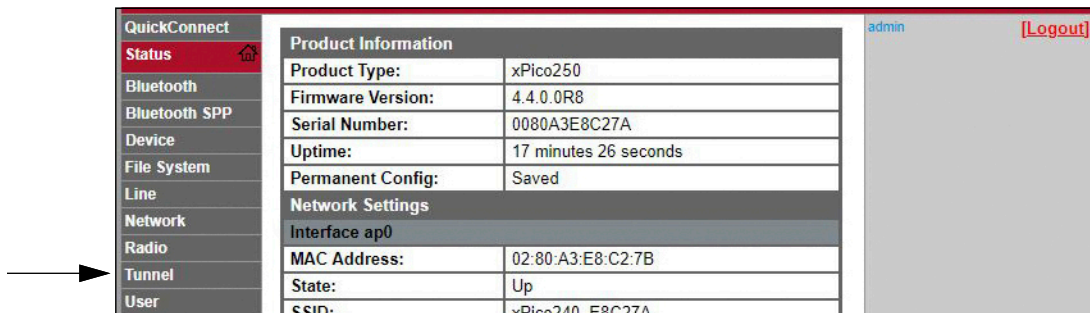 QuickConnect
Status
Bluetooth
Bluetooth SPP
Device
File System
Line
Network
Radio
Tunnel
User
Product Information
Product Type: xPico250
Firmware Version: 4.4.0.0R8
Serial Number: 0080A3E8C27A
Uptime: 17 minutes 26 seconds
Permanent Config: Saved
Network Settings
Interface ap0
MAC Address: 02:80:A3:E8:C2:7B
State: Up
SSID: xPico240_E8C27A
admin [Logout]